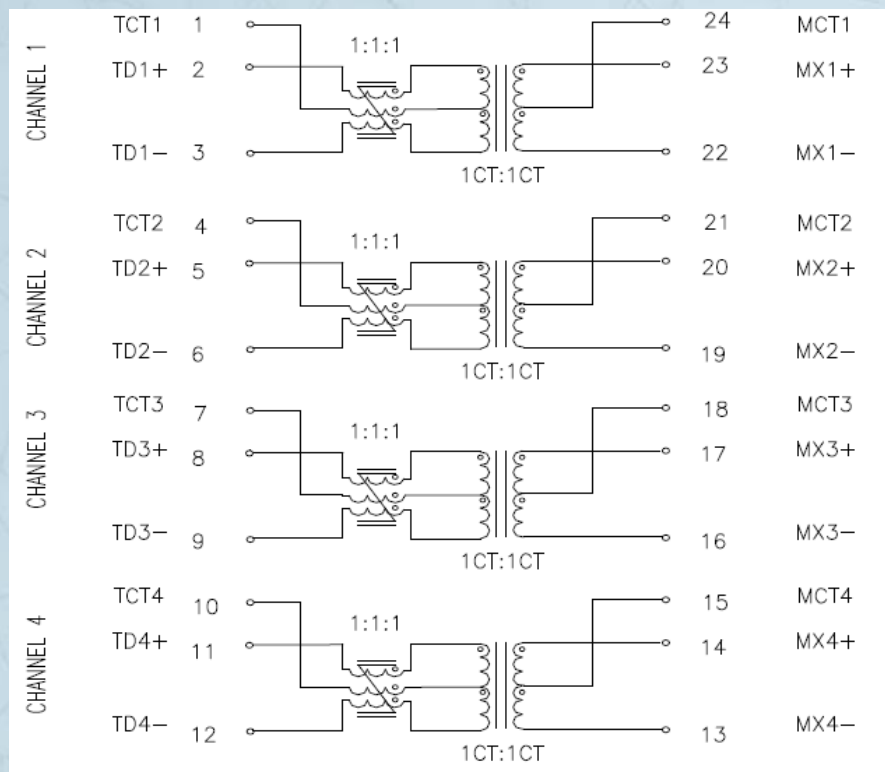 CHANNEL 1
TCT1 1 1:1:1 24 MCT1
TD1+ 2 23 MX1+
TD1− 3 22 MX1−
1CT:1CT
CHANNEL 2
TCT2 4 1:1:1 21 MCT2
TD2+ 5 20 MX2+
TD2− 6 19 MX2−
1CT:1CT
CHANNEL 3
TCT3 7 1:1:1 18 MCT3
TD3+ 8 17 MX3+
TD3− 9 16 MX3−
1CT:1CT
CHANNEL 4
TCT4 10 1:1:1 15 MCT4
TD4+ 11 14 MX4+
TD4− 12 13 MX4−
1CT:1CT